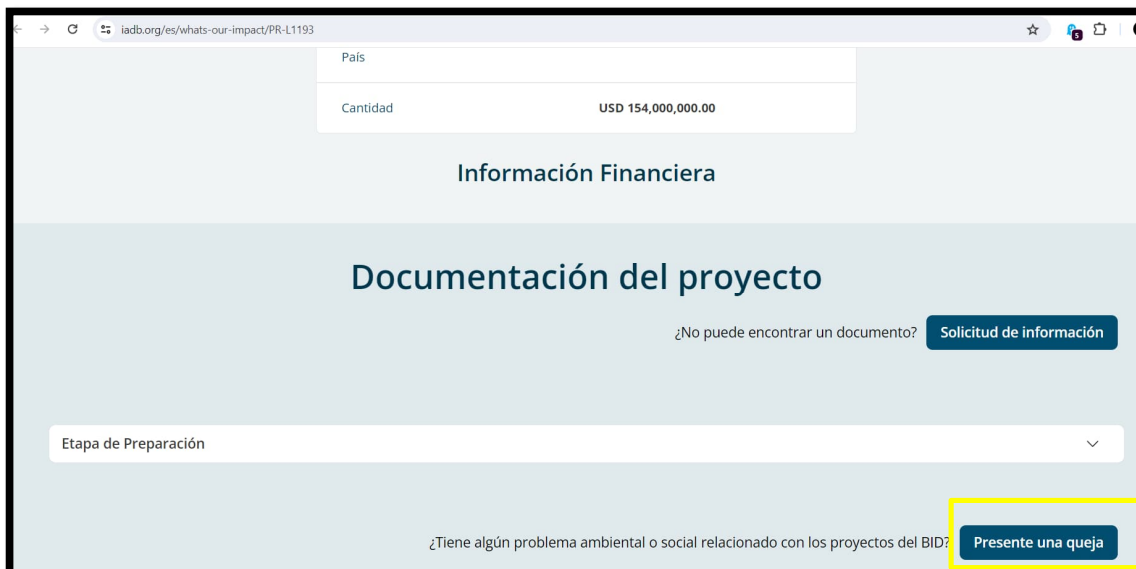 iadb.org/es/whats-our-impact/PR-L1193
5
País
Cantidad USD 154,000,000.00
Información Financiera
Documentación del proyecto
¿No puede encontrar un documento? Solicitud de información
Etapa de Preparación
¿Tiene algún problema ambiental o social relacionado con los proyectos del BID? Presente una queja